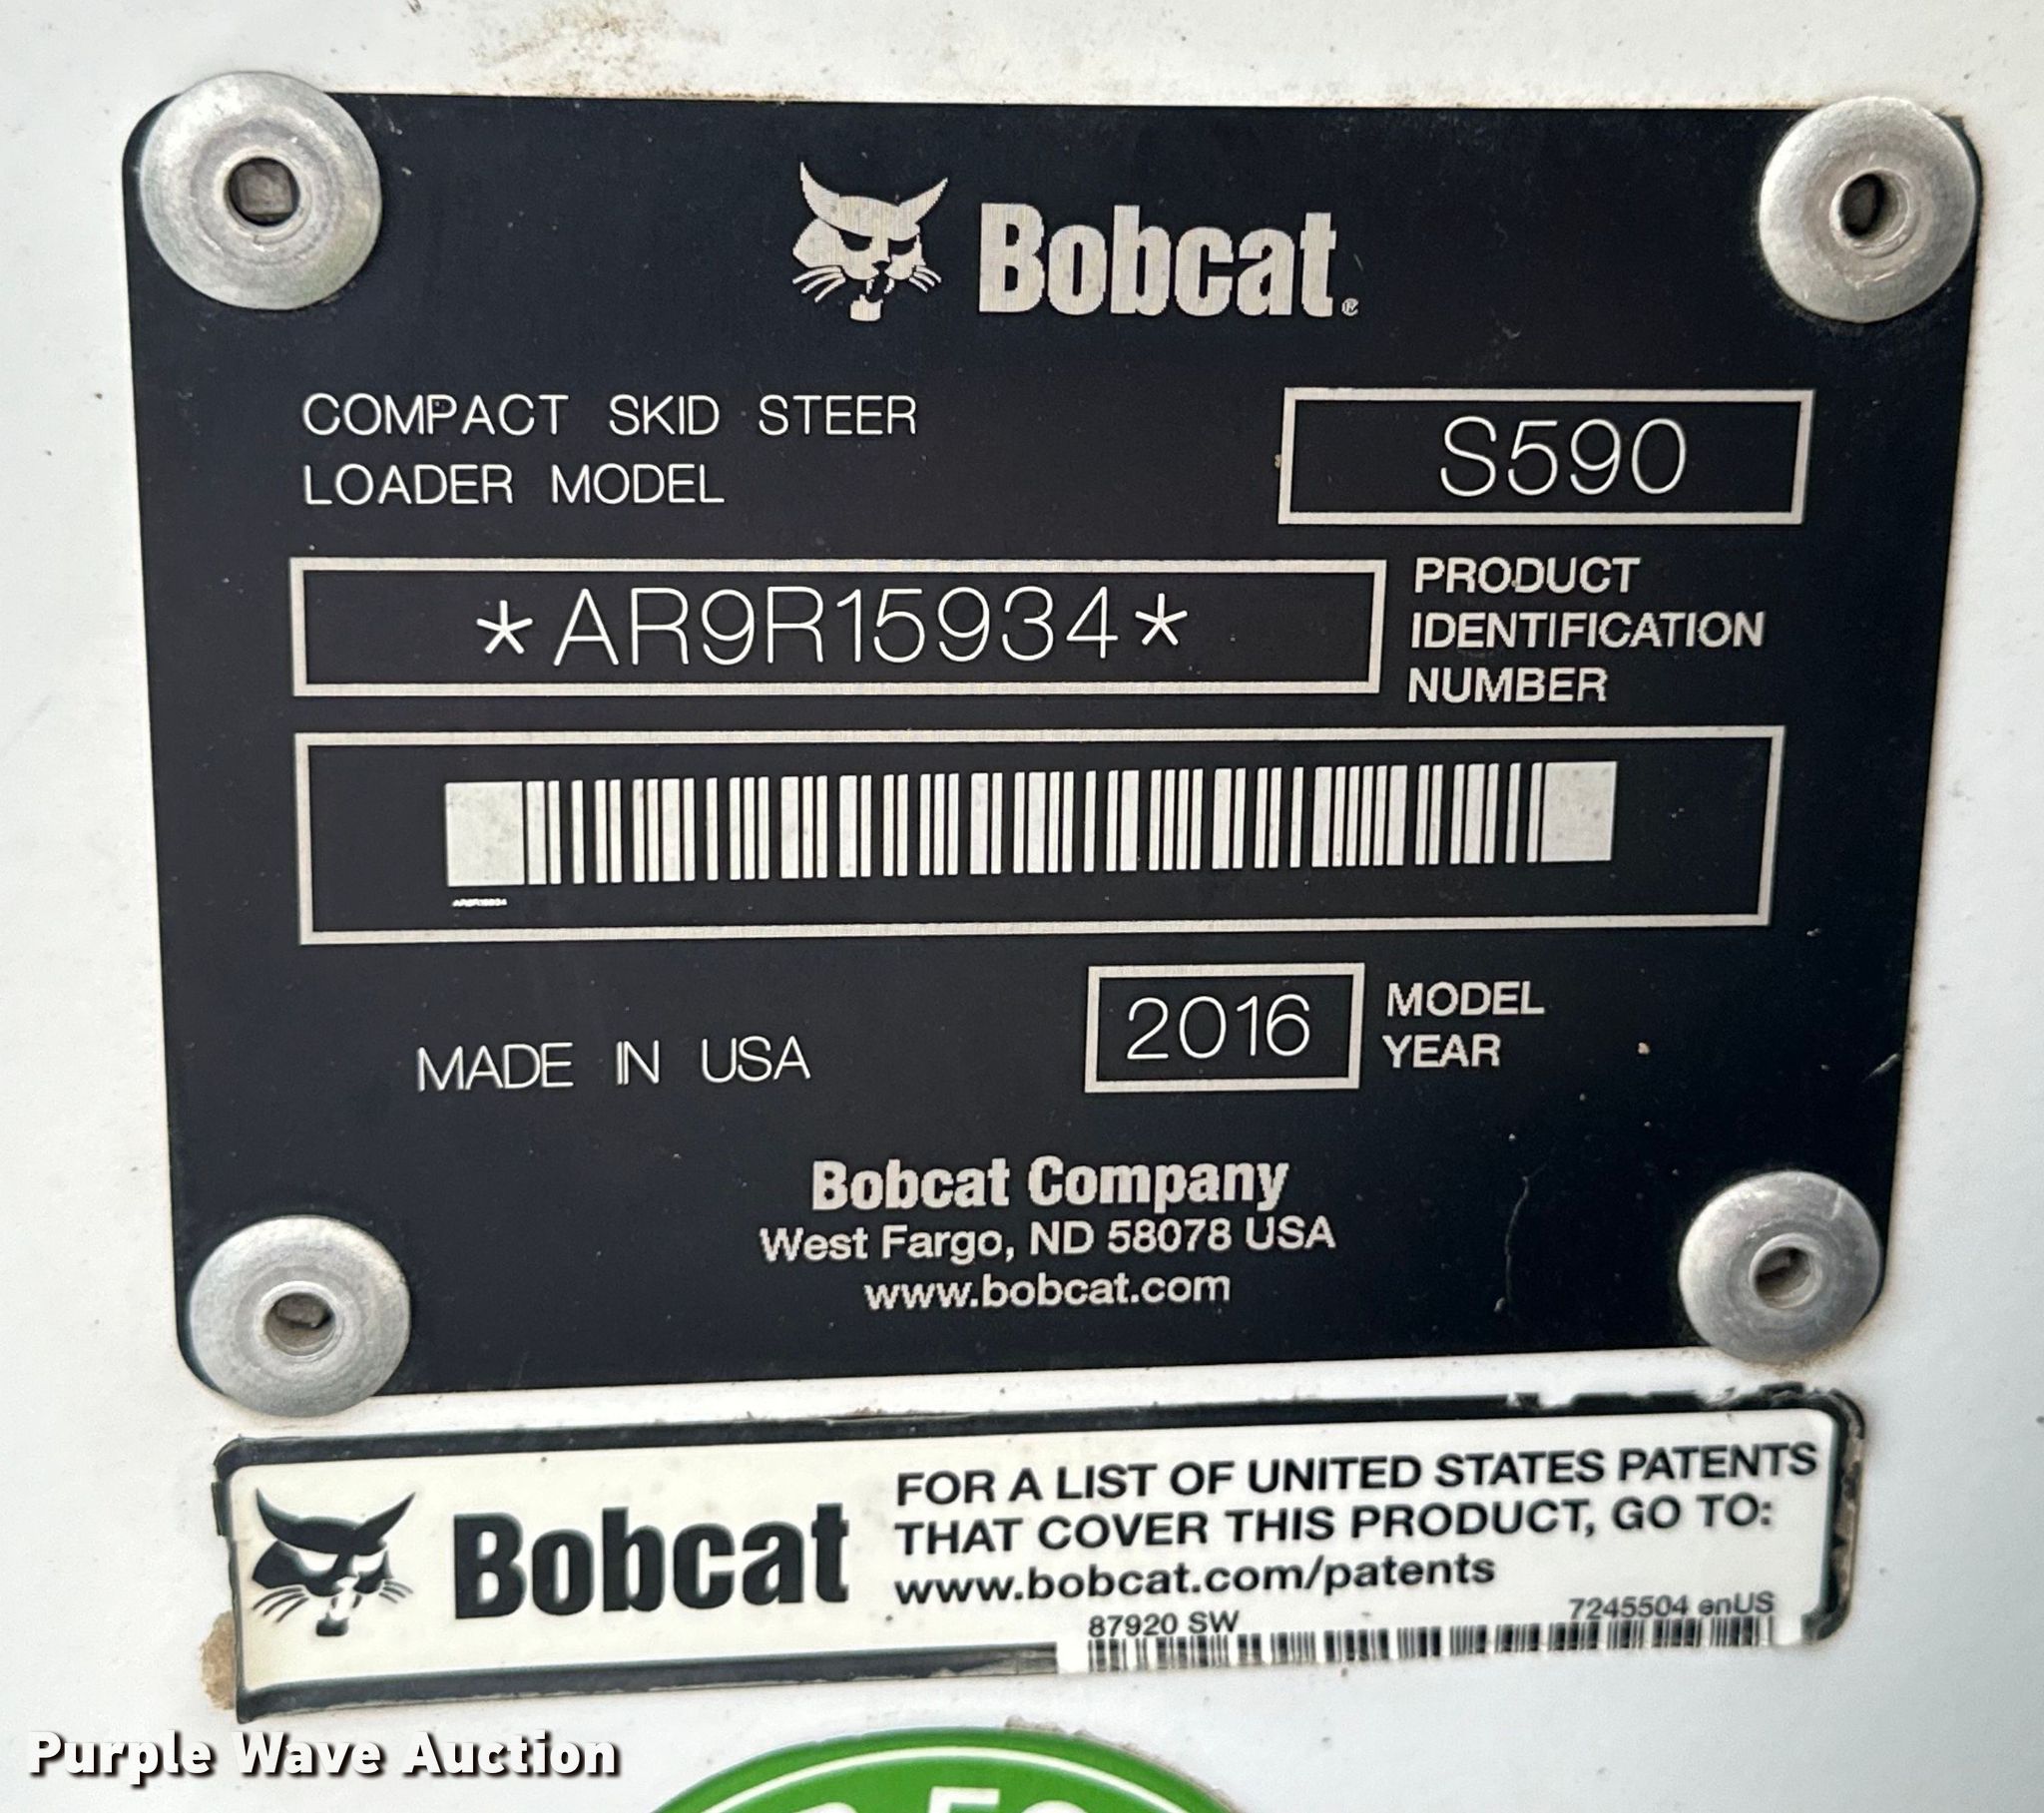 Bobcat®
COMPACT SKID STEER
LOADER MODEL
S590
*AR9R15934*
PRODUCT
IDENTIFICATION
NUMBER
AR9R15934
MADE IN USA
2016
MODEL
YEAR
Bobcat Company
West Fargo, ND 58078 USA
www.bobcat.com
Bobcat
FOR A LIST OF UNITED STATES PATENTS
THAT COVER THIS PRODUCT, GO TO:
www.bobcat.com/patents
87920 SW
7245504 enUS
Purple Wave Auction